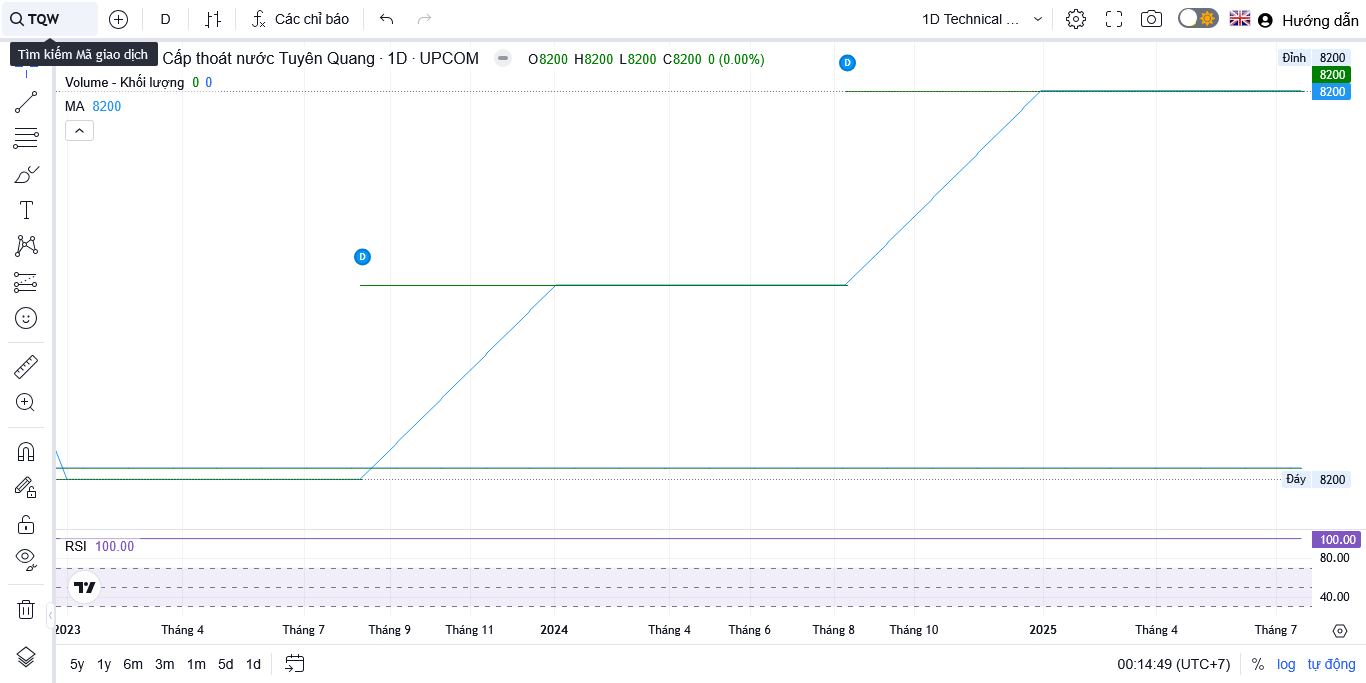 TQW
D
Các chỉ báo
1D Technical ...
Hướng dẫn
Tìm kiếm Mã giao dịch
Cấp thoát nước Tuyên Quang · 1D · UPCOM
O8200 H8200 L8200 C8200 0 (0.00%)
Volume - Khối lượng 0 0
MA 8200
D
D
Đỉnh 8200
8200
8200
Đáy 8200
RSI 100.00
100.00
80.00
40.00
2023 Tháng 4 Tháng 7 Tháng 9 Tháng 11 2024 Tháng 4 Tháng 6 Tháng 8 Tháng 10 2025 Tháng 4 Tháng 7
5y 1y 6m 3m 1m 5d 1d
00:14:49 (UTC+7) % log tự động